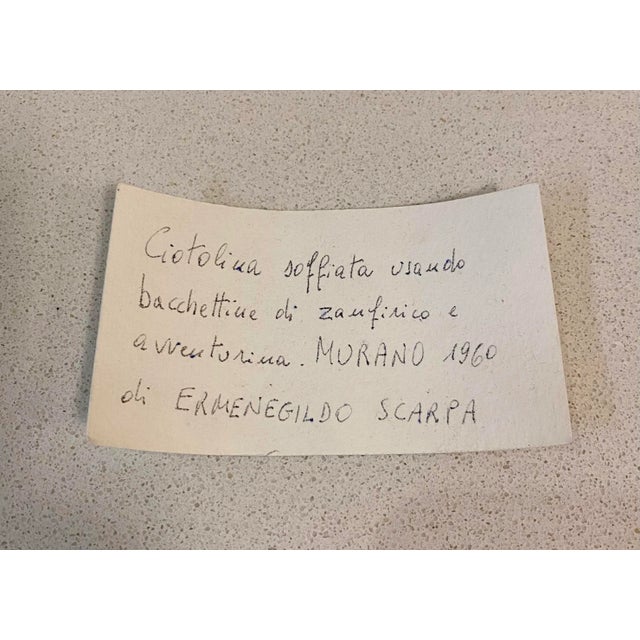 Ciotolina soffiata usando
bacchettine di zanfirico e
avventurina. MURANO 1960
di ERMENEGILDO SCARPA